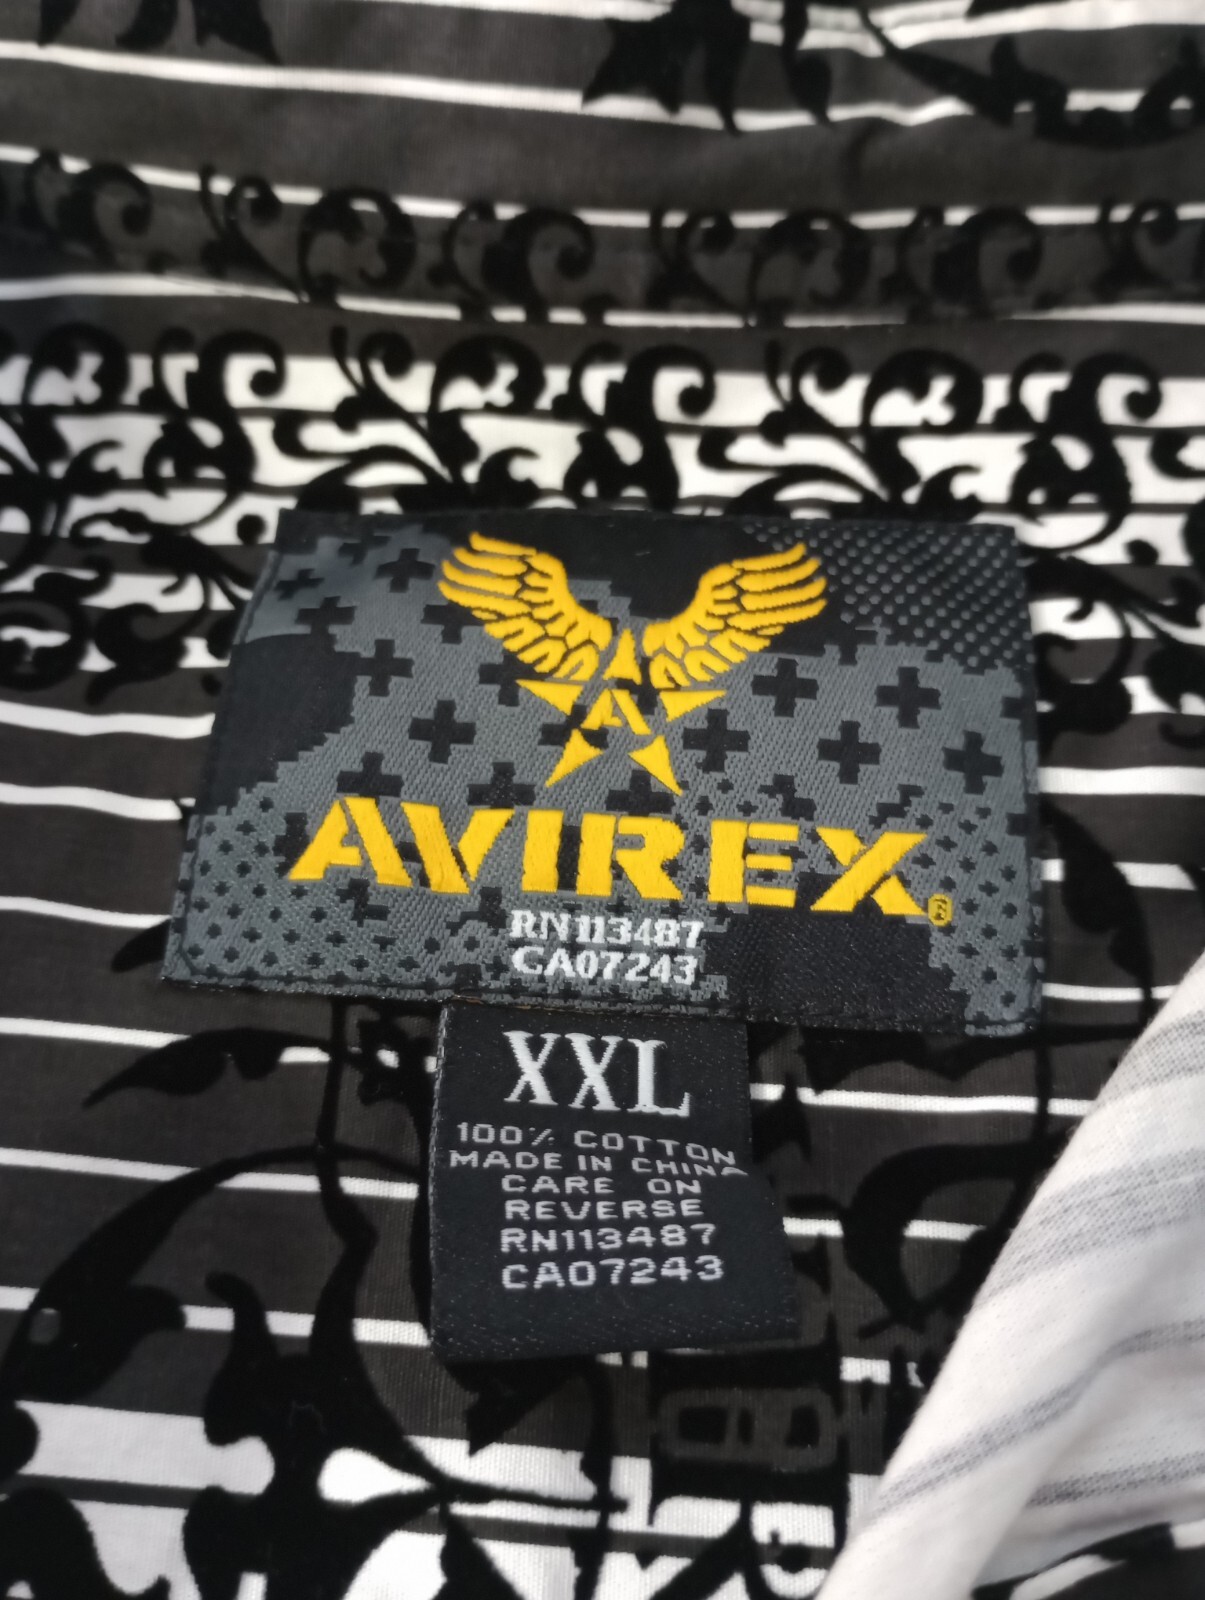 A
AVIREX®
RN113487
CA07243
XXL
100% COTTON
MADE IN CHINA
CARE ON
REVERSE
RN113487
CA07243